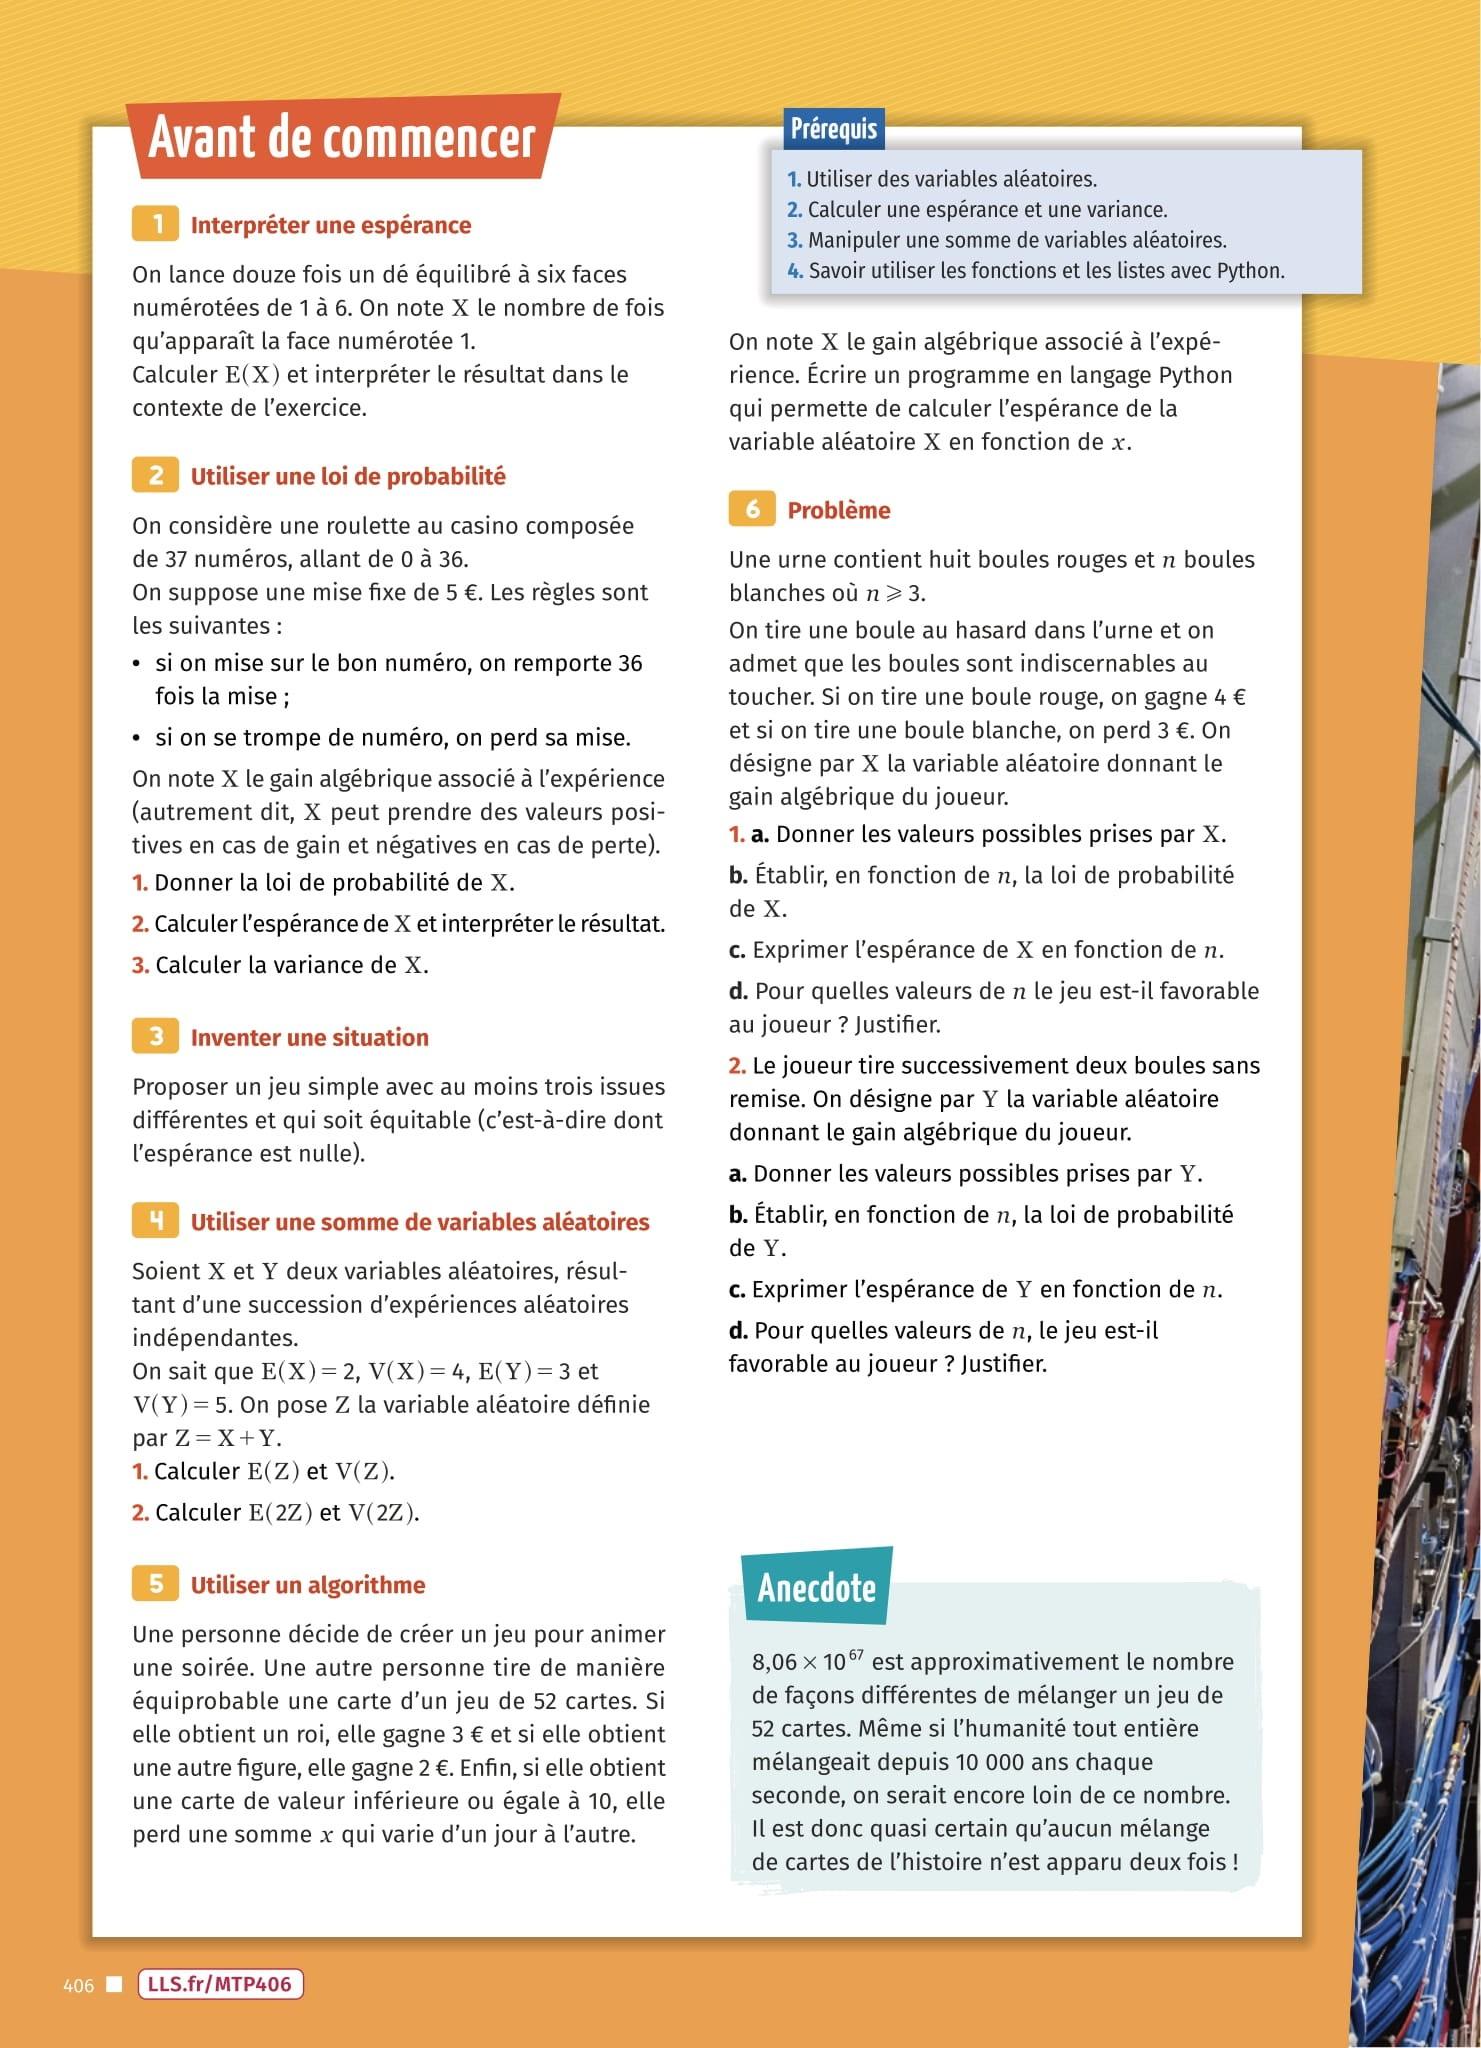 Avant de commencer
1 Interpréter une espérance
On lance douze fois un dé équilibré à six faces
numérotées de 1 à 6. On note X le nombre de fois
qu’apparaît la face numérotée 1.
Calculer E(X) et interpréter le résultat dans le
contexte de l’exercice.
2 Utiliser une loi de probabilité
On considère une roulette au casino composée
de 37 numéros, allant de 0 à 36.
On suppose une mise fixe de 5 €. Les règles sont
les suivantes :
• si on mise sur le bon numéro, on remporte 36
fois la mise ;
• si on se trompe de numéro, on perd sa mise.
On note X le gain algébrique associé à l’expérience
(autrement dit, X peut prendre des valeurs posi-
tives en cas de gain et négatives en cas de perte).
1. Donner la loi de probabilité de X.
2. Calculer l’espérance de X et interpréter le résultat.
3. Calculer la variance de X.
3 Inventer une situation
Proposer un jeu simple avec au moins trois issues
différentes et qui soit équitable (c’est-à-dire dont
l’espérance est nulle).
4 Utiliser une somme de variables aléatoires
Soient X et Y deux variables aléatoires, résul-
tant d’une succession d’expériences aléatoires
indépendantes.
On sait que E(X) = 2, V(X) = 4, E(Y) = 3 et
V(Y) = 5. On pose Z la variable aléatoire définie
par Z = X + Y.
1. Calculer E(Z) et V(Z).
2. Calculer E(2Z) et V(2Z).
5 Utiliser un algorithme
Une personne décide de créer un jeu pour animer
une soirée. Une autre personne tire de manière
équiprobable une carte d’un jeu de 52 cartes. Si
elle obtient un roi, elle gagne 3 € et si elle obtient
une autre figure, elle gagne 2 €. Enfin, si elle obtient
une carte de valeur inférieure ou égale à 10, elle
perd une somme x qui varie d’un jour à l’autre.
Prérequis
1. Utiliser des variables aléatoires.
2. Calculer une espérance et une variance.
3. Manipuler une somme de variables aléatoires.
4. Savoir utiliser les fonctions et les listes avec Python.
On note X le gain algébrique associé à l’expé-
rience. Écrire un programme en langage Python
qui permette de calculer l’espérance de la
variable aléatoire X en fonction de x.
6 Problème
Une urne contient huit boules rouges et n boules
blanches où n ⩾ 3.
On tire une boule au hasard dans l’urne et on
admet que les boules sont indiscernables au
toucher. Si on tire une boule rouge, on gagne 4 €
et si on tire une boule blanche, on perd 3 €. On
désigne par X la variable aléatoire donnant le
gain algébrique du joueur.
1. a. Donner les valeurs possibles prises par X.
b. Établir, en fonction de n, la loi de probabilité
de X.
c. Exprimer l’espérance de X en fonction de n.
d. Pour quelles valeurs de n le jeu est-il favorable
au joueur ? Justifier.
2. Le joueur tire successivement deux boules sans
remise. On désigne par Y la variable aléatoire
donnant le gain algébrique du joueur.
a. Donner les valeurs possibles prises par Y.
b. Établir, en fonction de n, la loi de probabilité
de Y.
c. Exprimer l’espérance de Y en fonction de n.
d. Pour quelles valeurs de n, le jeu est-il
favorable au joueur ? Justifier.
Anecdote
8,06 × 10⁶⁷ est approximativement le nombre
de façons différentes de mélanger un jeu de
52 cartes. Même si l’humanité tout entière
mélangeait depuis 10 000 ans chaque
seconde, on serait encore loin de ce nombre.
Il est donc quasi certain qu’aucun mélange
de cartes de l’histoire n’est apparu deux fois !
406
LLS.fr/MTP406